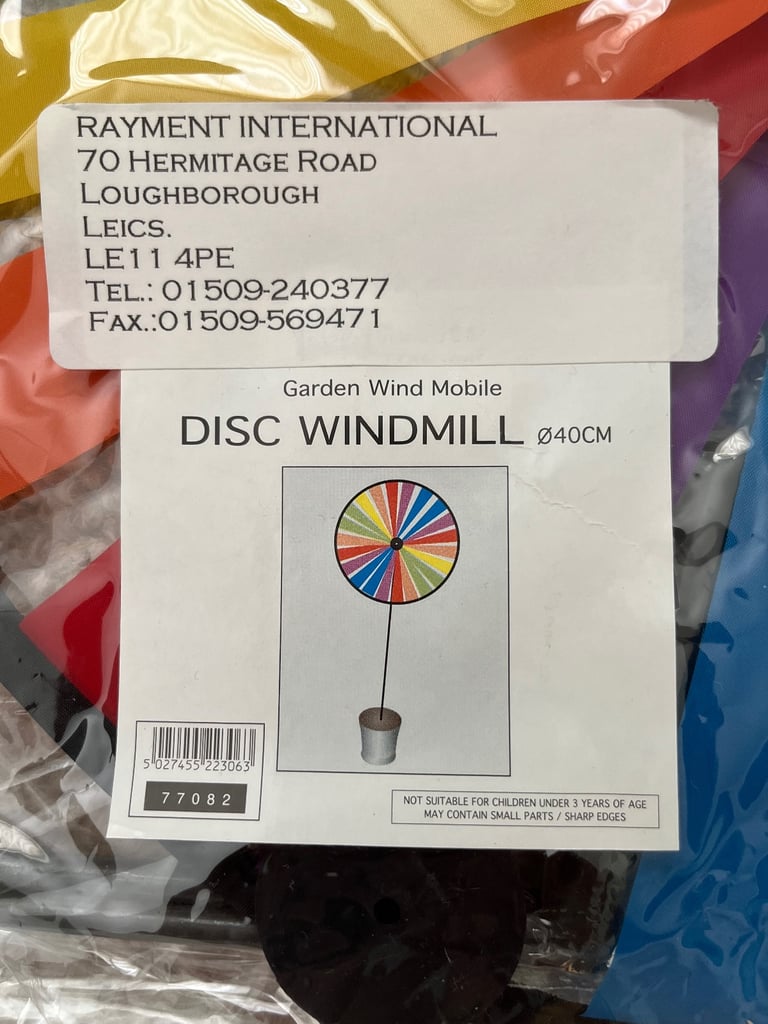 RAYMENT INTERNATIONAL
70 HERMITAGE ROAD
LOUGHBOROUGH
LEICS.
LE11 4PE
TEL.: 01509-240377
FAX.:01509-569471
Garden Wind Mobile
DISC WINDMILL Ø40CM
5 027455 223063
77082
NOT SUITABLE FOR CHILDREN UNDER 3 YEARS OF AGE
MAY CONTAIN SMALL PARTS / SHARP EDGES